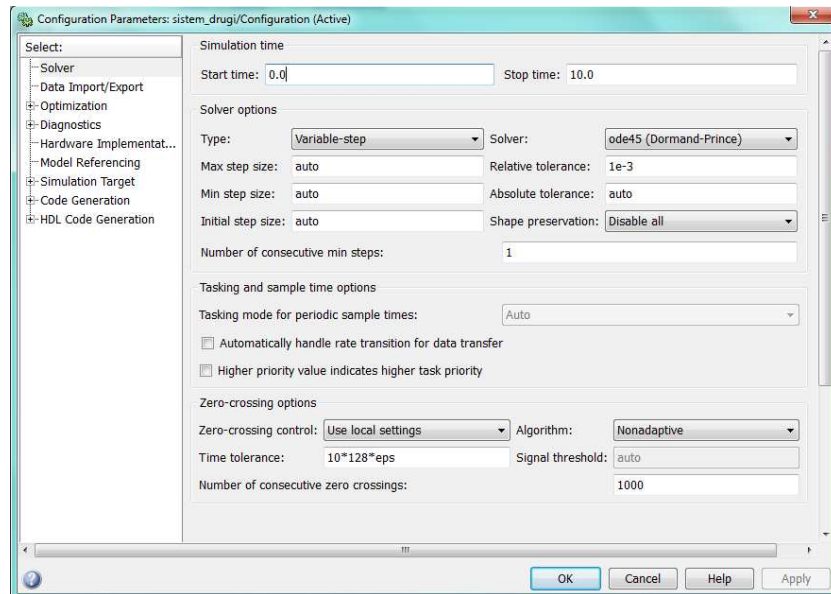 Configuration Parameters: sistem_drugi/Configuration (Active)
Select:
Solver
Data Import/Export
Optimization
Diagnostics
Hardware Implementat...
Model Referencing
Simulation Target
Code Generation
HDL Code Generation
Simulation time
Start time: 0.0 Stop time: 10.0
Solver options
Type: Variable-step Solver: ode45 (Dormand-Prince)
Max step size: auto Relative tolerance: 1e-3
Min step size: auto Absolute tolerance: auto
Initial step size: auto Shape preservation: Disable all
Number of consecutive min steps: 1
Tasking and sample time options
Tasking mode for periodic sample times: Auto
Automatically handle rate transition for data transfer
Higher priority value indicates higher task priority
Zero-crossing options
Zero-crossing control: Use local settings Algorithm: Nonadaptive
Time tolerance: 10*128*eps Signal threshold: auto
Number of consecutive zero crossings: 1000
OK Cancel Help Apply